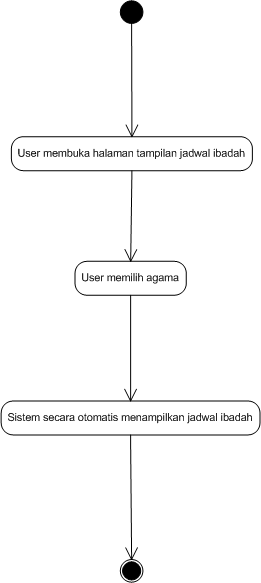 User membuka halaman tampilan jadwal ibadah
User memilih agama
Sistem secara otomatis menampilkan jadwal ibadah